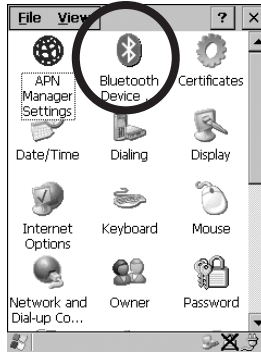 File View ? ×
APN Manager Settings
Bluetooth Device ...
Certificates
Date/Time
Dialing
Display
Internet Options
Keyboard
Mouse
Network and Dial-up Co...
Owner
Password